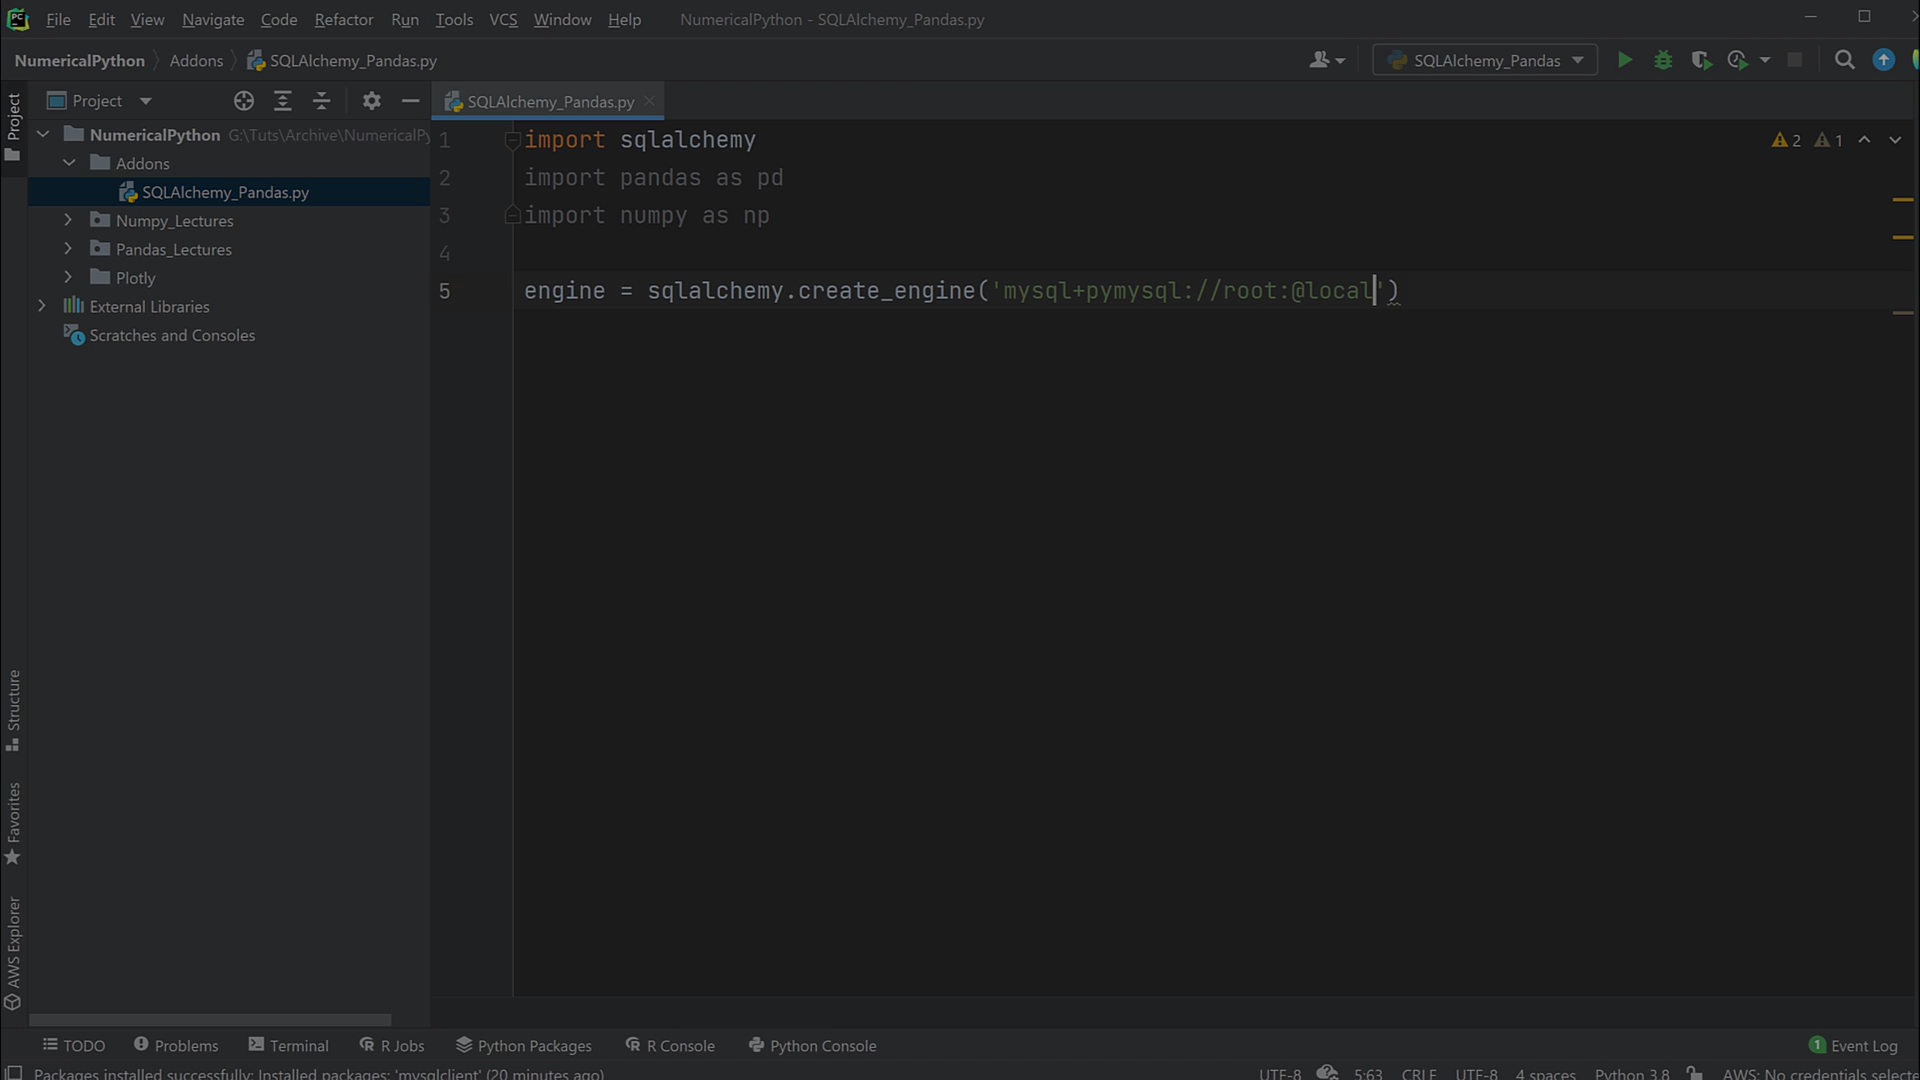 PC File Edit View Navigate Code Refactor Run Tools VCS Window Help NumericalPython - SQLAlchemy_Pandas.py
NumericalPython Addons SQLAlchemy_Pandas.py SQLAlchemy_Pandas
Project Project SQLAlchemy_Pandas.py
NumericalPython G:\Tuts\Archive\NumericalPy
Addons
SQLAlchemy_Pandas.py
Numpy_Lectures
Pandas_Lectures
Plotly
External Libraries
Scratches and Consoles
1 import sqlalchemy
2 import pandas as pd
3 import numpy as np
4
5 engine = sqlalchemy.create_engine('mysql+pymysql://root:@local')
2 1
Structure
Favorites
AWS Explorer
TODO Problems Terminal R Jobs Python Packages R Console Python Console 1 Event Log
Packages installed successfully: Installed packages: 'mysqlclient' (20 minutes ago) UTF-8 5:63 CRLF UTF-8 4 spaces Python 3.8 AWS: No credentials selecte